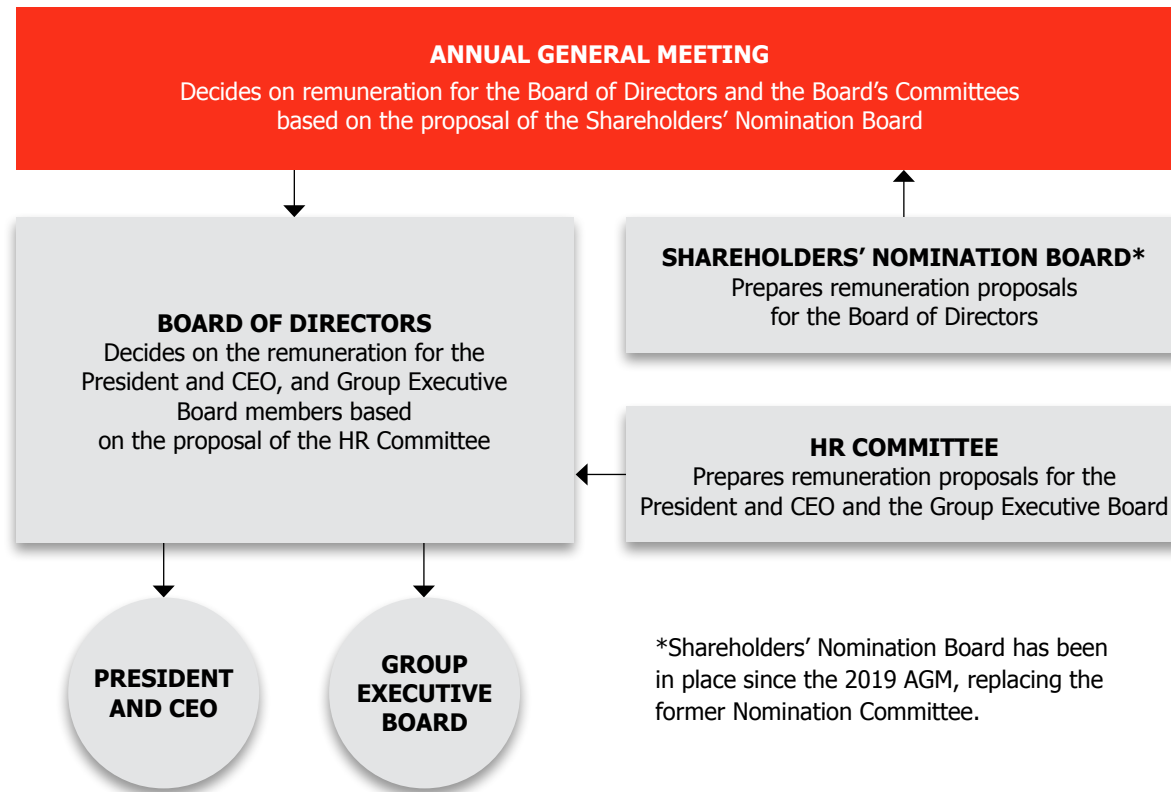 ANNUAL GENERAL MEETING
Decides on remuneration for the Board of Directors and the Board’s Committees
based on the proposal of the Shareholders’ Nomination Board
BOARD OF DIRECTORS
Decides on the remuneration for the
President and CEO, and Group Executive
Board members based
on the proposal of the HR Committee
SHAREHOLDERS’ NOMINATION BOARD*
Prepares remuneration proposals
for the Board of Directors
HR COMMITTEE
Prepares remuneration proposals for the
President and CEO and the Group Executive Board
PRESIDENT
AND CEO
GROUP
EXECUTIVE
BOARD
*Shareholders’ Nomination Board has been
in place since the 2019 AGM, replacing the
former Nomination Committee.